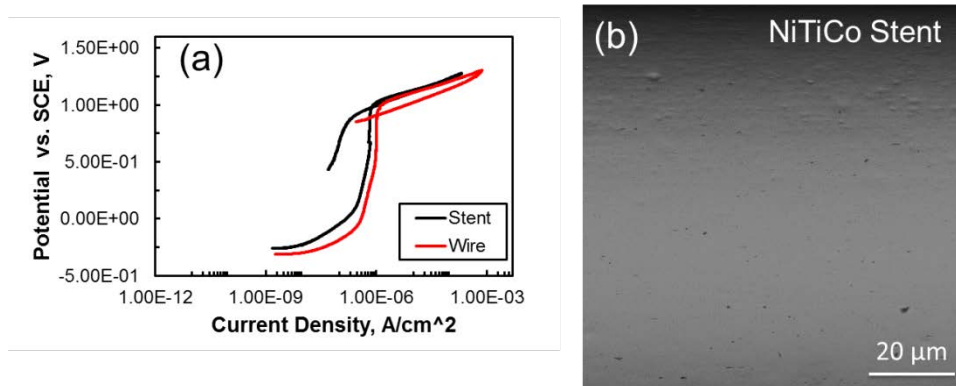 (a)
1.50E+00
1.00E+00
5.00E-01
0.00E+00
-5.00E-01
Potential vs. SCE, V
Stent
Wire
1.00E-12 1.00E-09 1.00E-06 1.00E-03
Current Density, A/cm^2
(b) NiTiCo Stent
20 μm